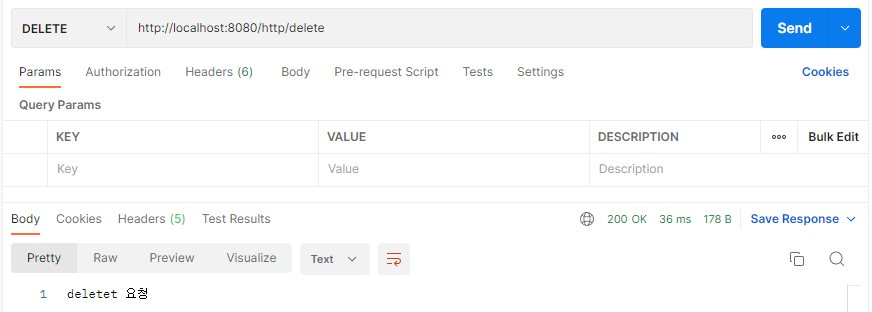 DELETE http://localhost:8080/http/delete Send
Params Authorization Headers (6) Body Pre-request Script Tests Settings Cookies
Query Params
KEY VALUE DESCRIPTION Bulk Edit
Key Value Description
Body Cookies Headers (5) Test Results 200 OK 36 ms 178 B Save Response
Pretty Raw Preview Visualize Text
1 deletet 요청